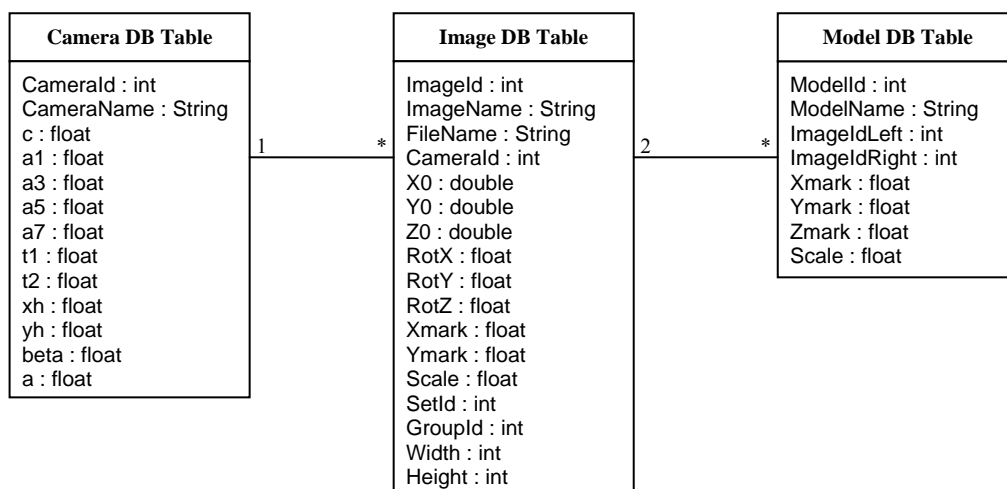 Camera DB Table
CameraId : int
CameraName : String
c : float
a1 : float
a3 : float
a5 : float
a7 : float
t1 : float
t2 : float
xh : float
yh : float
beta : float
a : float
1
*
Image DB Table
ImageId : int
ImageName : String
FileName : String
CameraId : int
X0 : double
Y0 : double
Z0 : double
RotX : float
RotY : float
RotZ : float
Xmark : float
Ymark : float
Scale : float
SetId : int
GroupId : int
Width : int
Height : int
2
*
Model DB Table
ModelId : int
ModelName : String
ImageIdLeft : int
ImageIdRight : int
Xmark : float
Ymark : float
Zmark : float
Scale : float